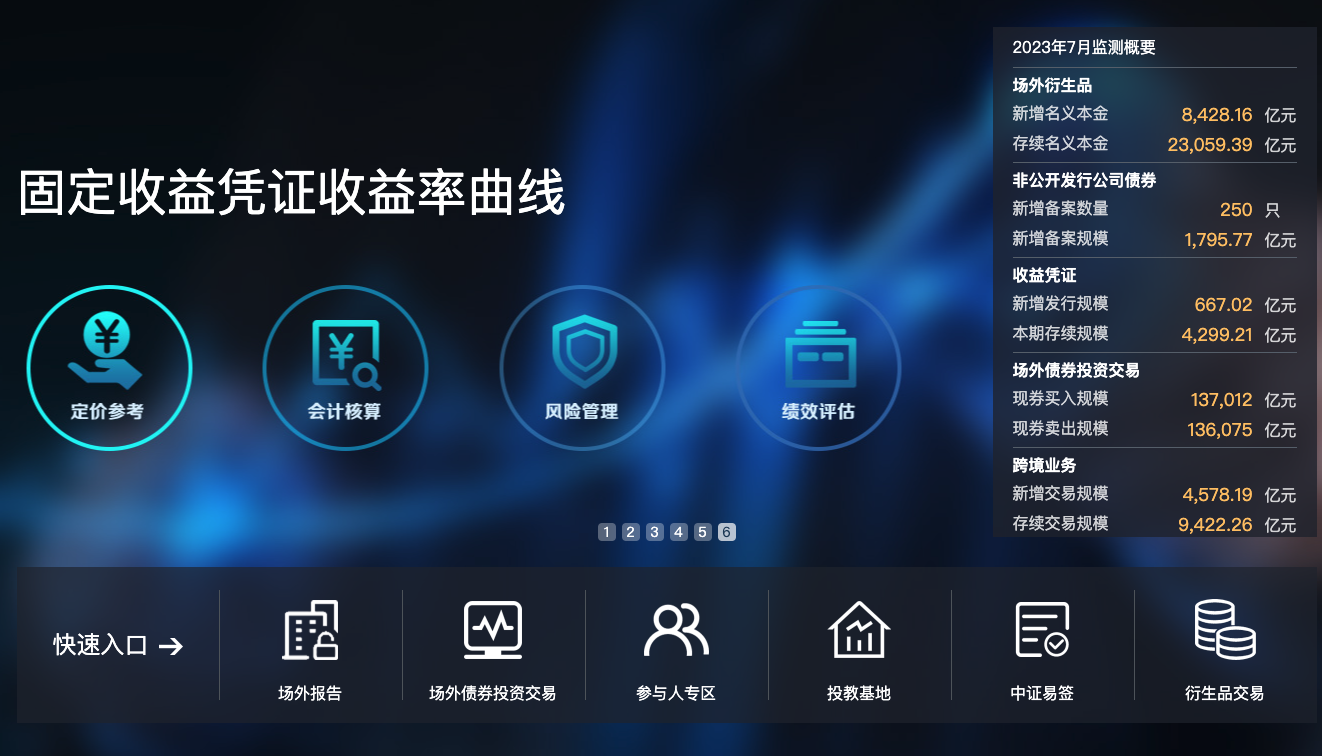 固定收益凭证收益率曲线
定价参考
会计核算
风险管理
绩效评估
1 2 3 4 5 6
2023年7月监测概要
场外衍生品
新增名义本金 8,428.16 亿元
存续名义本金 23,059.39 亿元
非公开发行公司债券
新增备案数量 250 只
新增备案规模 1,795.77 亿元
收益凭证
新增发行规模 667.02 亿元
本期存续规模 4,299.21 亿元
场外债券投资交易
现券买入规模 137,012 亿元
现券卖出规模 136,075 亿元
跨境业务
新增交易规模 4,578.19 亿元
存续交易规模 9,422.26 亿元
快速入口
场外报告
场外债券投资交易
参与人专区
投教基地
中证易签
衍生品交易